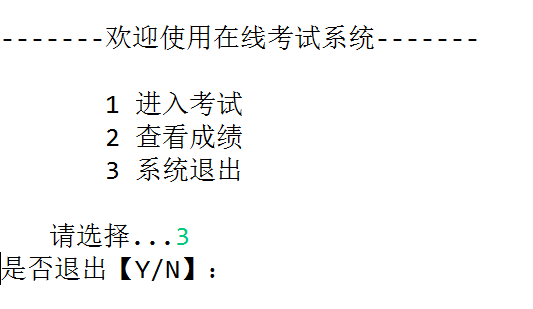 -------欢迎使用在线考试系统-------
1 进入考试
2 查看成绩
3 系统退出
请选择...3
是否退出【Y/N】: